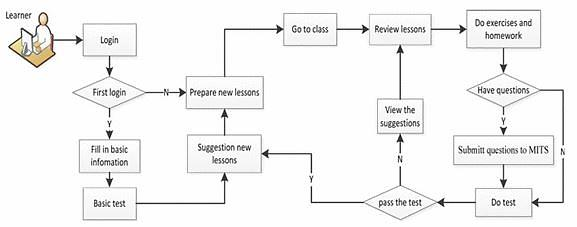 Learner
Login
First login
N
Y
Fill in basic
infomation
Basic test
Prepare new lessons
Suggestion new
lessons
Go to class
Review lessons
Do exercises and
homework
Have questions
Y
N
Submitt questions to MITS
Do test
pass the test
N
Y
View the
suggestions